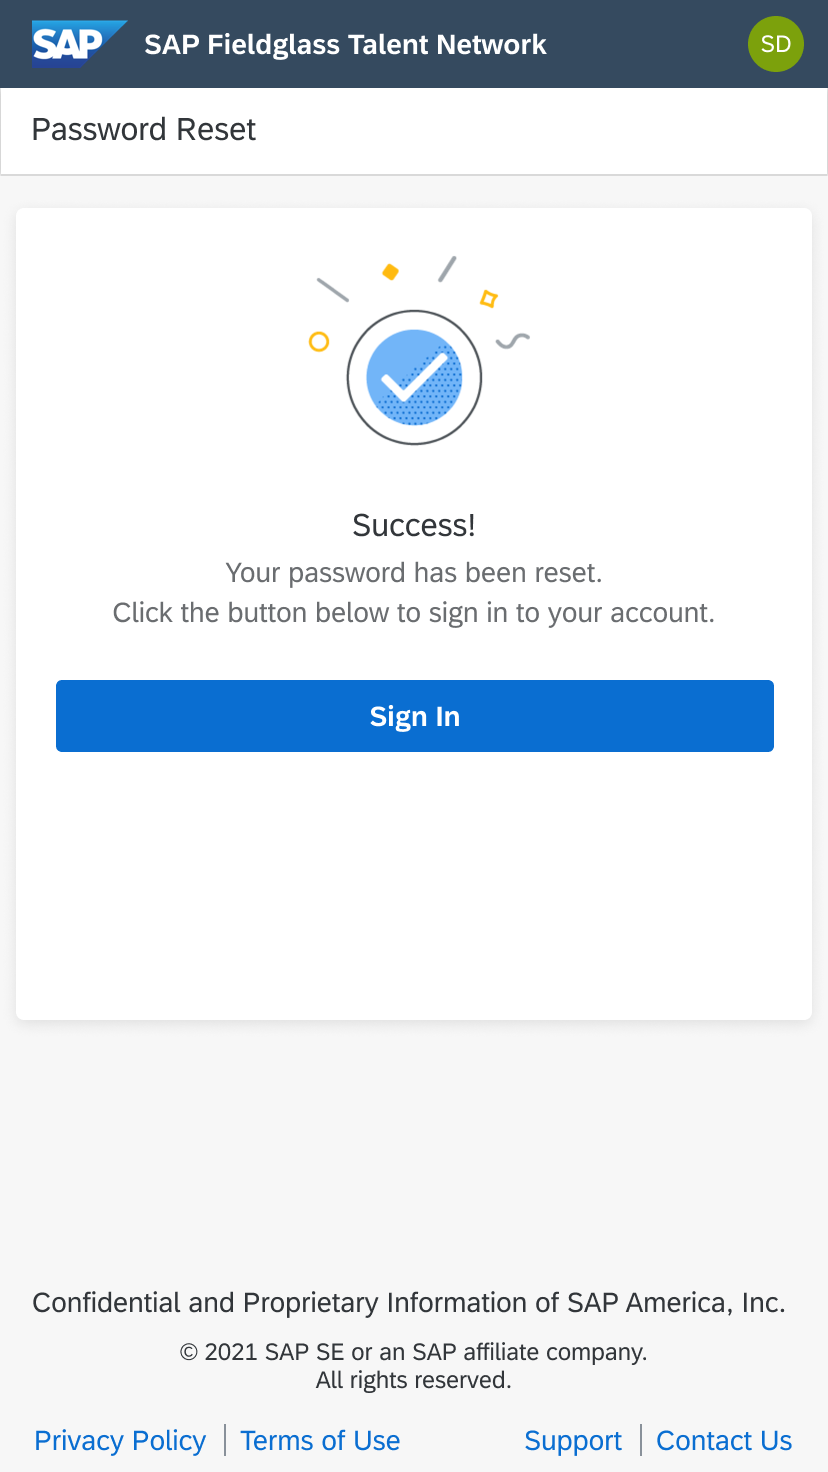 SAP SAP Fieldglass Talent Network SD
Password Reset
Success!
Your password has been reset.
Click the button below to sign in to your account.
Sign In
Confidential and Proprietary Information of SAP America, Inc.
© 2021 SAP SE or an SAP affiliate company.
All rights reserved.
Privacy Policy Terms of Use Support Contact Us